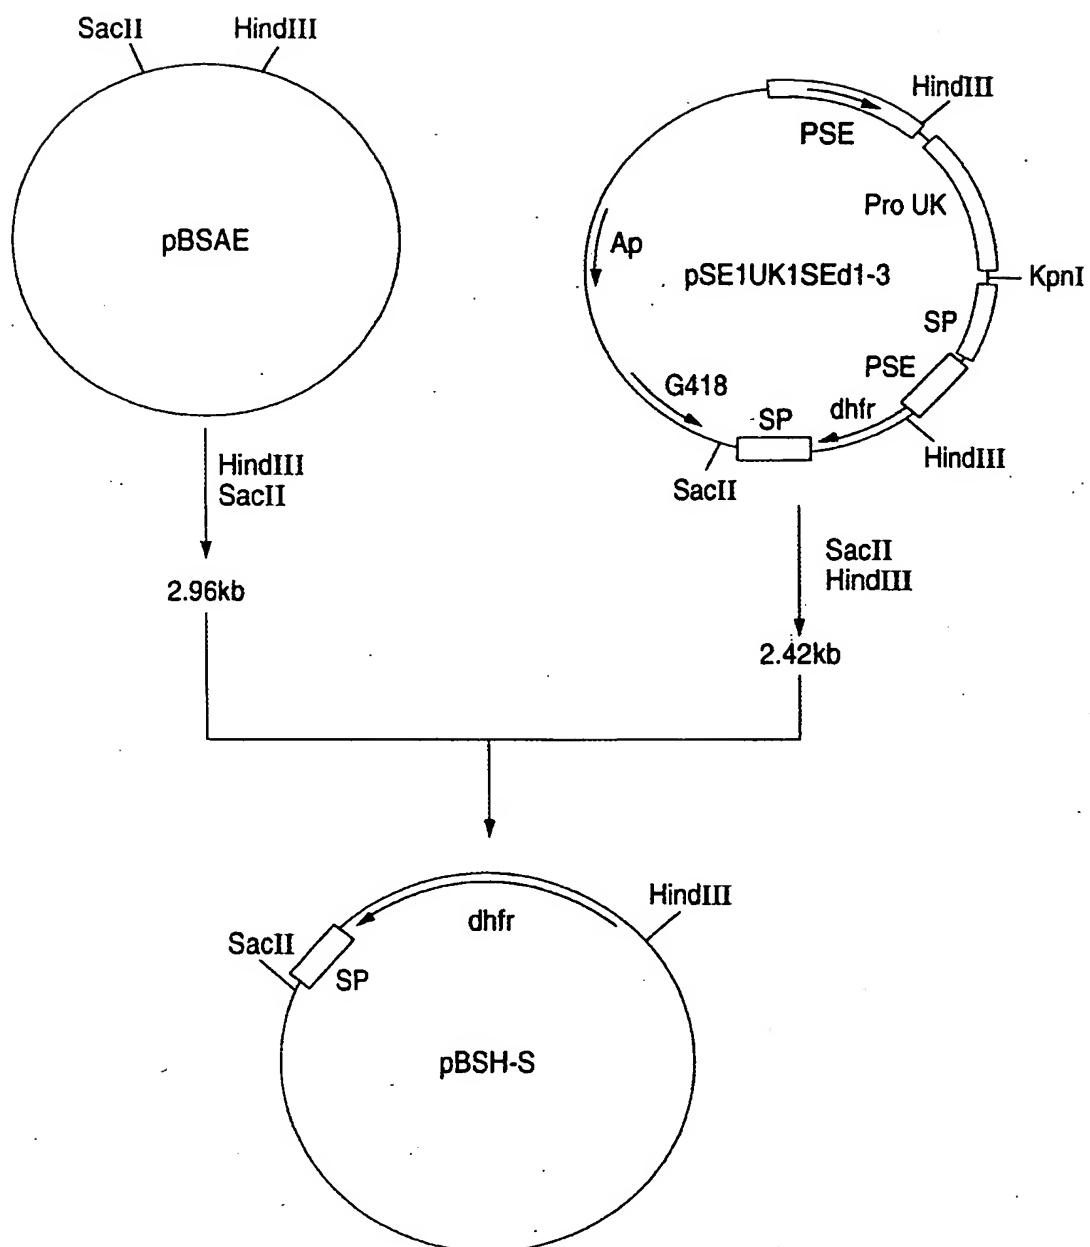 SacII
HindIII
pBSAE
HindIII
SacII
2.96kb
HindIII
PSE
Pro UK
Ap
pSE1UK1SEd1-3
KpnI
SP
PSE
G418
dhfr
SP
HindIII
SacII
SacII
HindIII
2.42kb
HindIII
dhfr
SacII
SP
pBSH-S